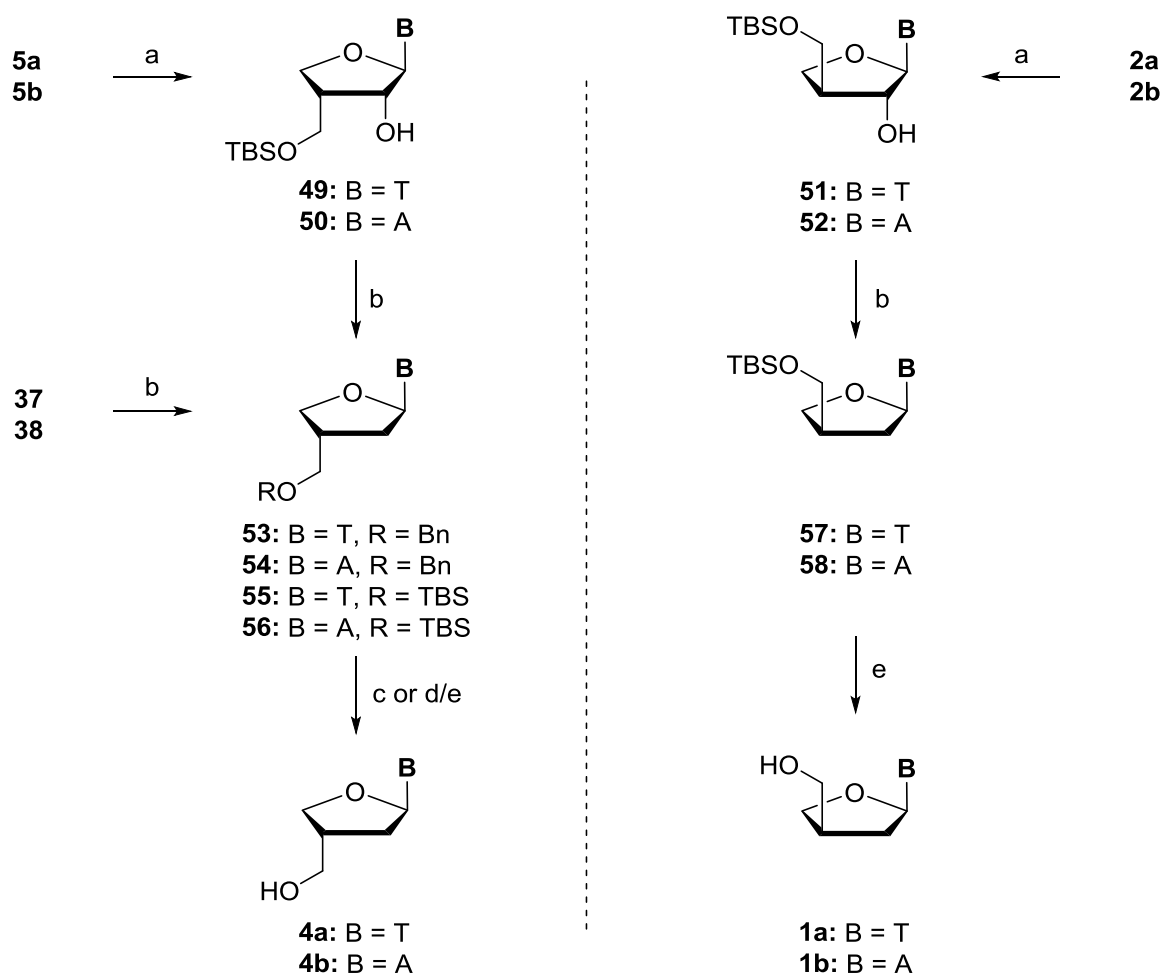 5a
5b
a
O
B
OH
TBSO
49: B = T
50: B = A
b
37
38
b
O
B
RO
53: B = T, R = Bn
54: B = A, R = Bn
55: B = T, R = TBS
56: B = A, R = TBS
c or d/e
O
B
HO
4a: B = T
4b: B = A
TBSO
O
B
OH
a
2a
2b
51: B = T
52: B = A
b
TBSO
O
B
57: B = T
58: B = A
e
HO
O
B
1a: B = T
1b: B = A